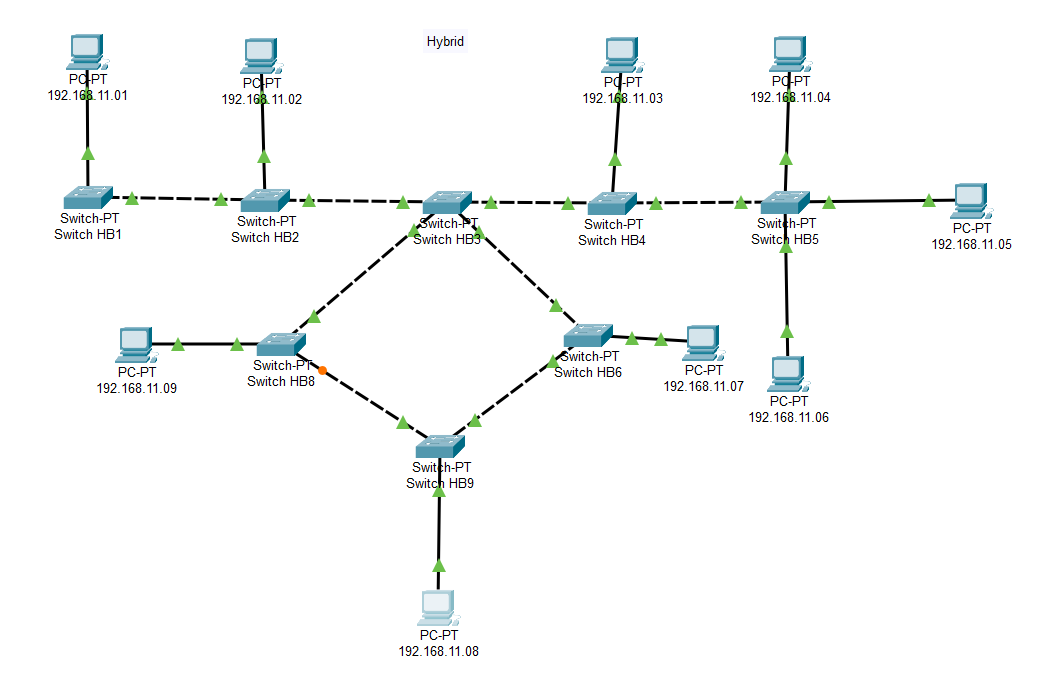 Hybrid
PC-PT
192.168.11.01
PC-PT
192.168.11.02
PC-PT
192.168.11.03
PC-PT
192.168.11.04
Switch-PT
Switch HB1
Switch-PT
Switch HB2
Switch-PT
Switch HB3
Switch-PT
Switch HB4
Switch-PT
Switch HB5
PC-PT
192.168.11.05
PC-PT
192.168.11.09
Switch-PT
Switch HB8
Switch-PT
Switch HB6
PC-PT
192.168.11.07
PC-PT
192.168.11.06
Switch-PT
Switch HB9
PC-PT
192.168.11.08